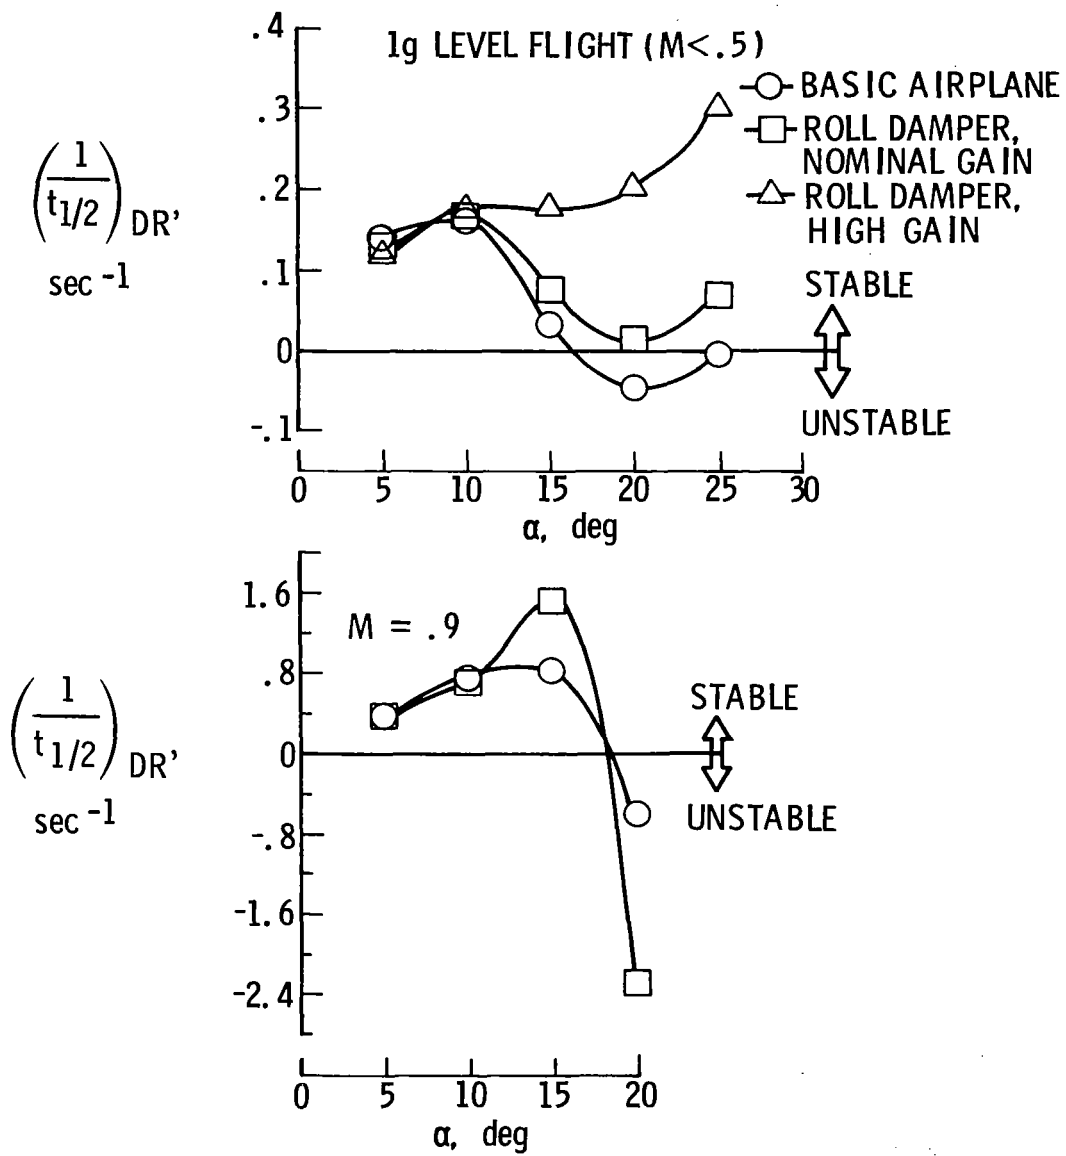 .4
1g LEVEL FLIGHT (M<.5)
BASIC AIRPLANE
.3
ROLL DAMPER,
NOMINAL GAIN
ROLL DAMPER,
HIGH GAIN
(1/t1/2)DR,
sec-1
.2
.1
STABLE
0
UNSTABLE
-.1
0 5 10 15 20 25 30
α, deg
1.6
M = .9
.8
STABLE
(1/t1/2)DR,
sec-1
0
UNSTABLE
-.8
-1.6
-2.4
0 5 10 15 20
α, deg